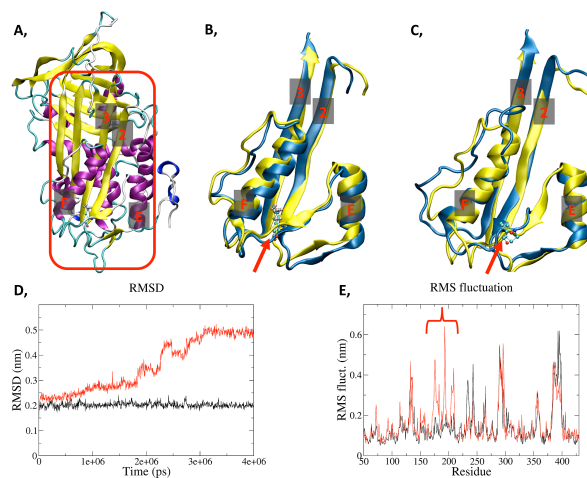 A,
B,
C,
3
2
F
E
3
2
F
E
3
2
F
E
D,
RMSD
0.5
0.4
0.3
0.2
0.1
0
RMSD (nm)
0
1e+06
2e+06
3e+06
4e+06
Time (ps)
E,
RMS fluctuation
0.6
0.4
0.2
0
RMS fluct. (nm)
50
100
150
200
250
300
350
400
Residue